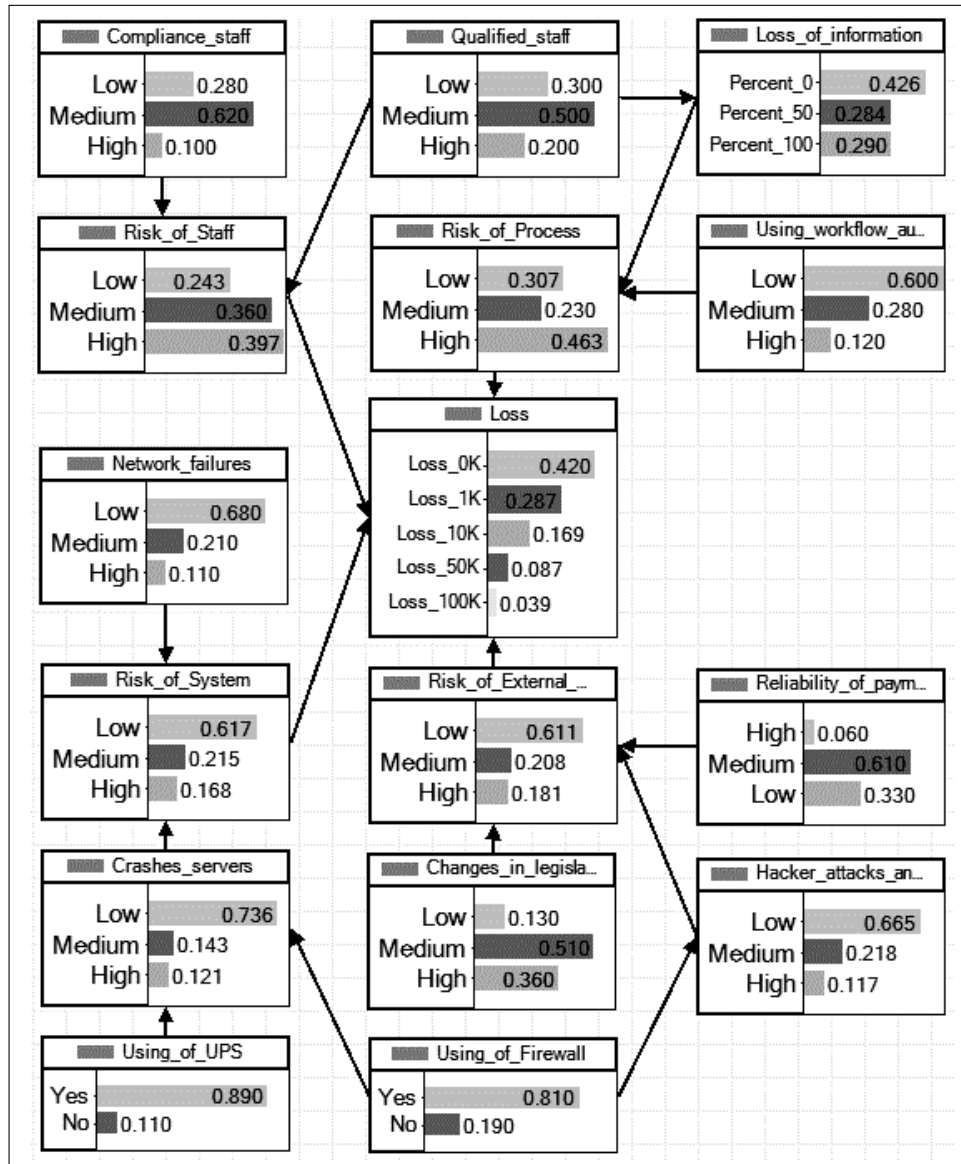 Compliance_staff
Low 0.280
Medium 0.620
High 0.100
Qualified_staff
Low 0.300
Medium 0.500
High 0.200
Loss_of_information
Percent_0 0.426
Percent_50 0.284
Percent_100 0.290
Risk_of_Staff
Low 0.243
Medium 0.360
High 0.397
Risk_of_Process
Low 0.307
Medium 0.230
High 0.463
Using_workflow_au...
Low 0.600
Medium 0.280
High 0.120
Loss
Loss_0K 0.420
Loss_1K 0.287
Loss_10K 0.169
Loss_50K 0.087
Loss_100K 0.039
Network_failures
Low 0.680
Medium 0.210
High 0.110
Risk_of_System
Low 0.617
Medium 0.215
High 0.168
Risk_of_External_...
Low 0.611
Medium 0.208
High 0.181
Reliability_of_paym...
High 0.060
Medium 0.610
Low 0.330
Crashes_servers
Low 0.736
Medium 0.143
High 0.121
Changes_in_legisla...
Low 0.130
Medium 0.510
High 0.360
Hacker_attacks_an...
Low 0.665
Medium 0.218
High 0.117
Using_of_UPS
Yes 0.890
No 0.110
Using_of_Firewall
Yes 0.810
No 0.190